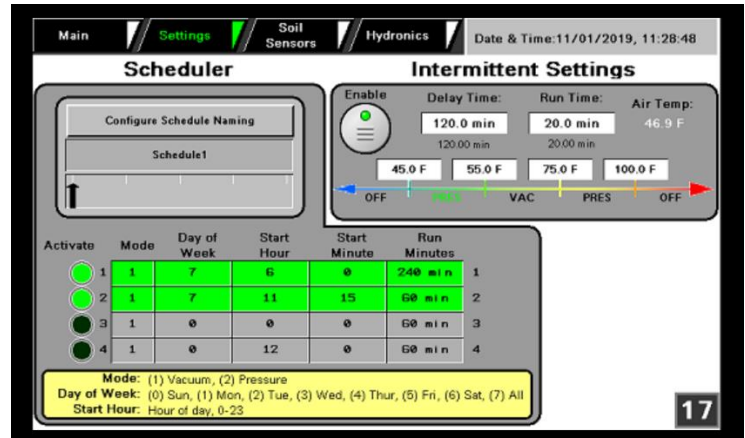 Main
Settings
Soil
Sensors
Hydronics
Date & Time:11/01/2019, 11:28:48
Scheduler
Intermittent Settings
Configure Schedule Naming
Schedule1
Enable
Delay Time:
Run Time:
Air Temp:
120.0 min
20.0 min
46.9 F
120.00 min
20.00 min
45.0 F
55.0 F
75.0 F
100.0 F
OFF
PRES
VAC
PRES
OFF
Activate
Mode
Day of
Week
Start
Hour
Start
Minute
Run
Minutes
1 1 7 6 0 240 min 1
2 1 7 11 15 60 min 2
3 1 0 0 0 60 min 3
4 1 0 12 0 60 min 4
Mode: (1) Vacuum, (2) Pressure
Day of Week: (0) Sun, (1) Mon, (2) Tue, (3) Wed, (4) Thur, (5) Fri, (6) Sat, (7) All
Start Hour: Hour of day, 0-23
17